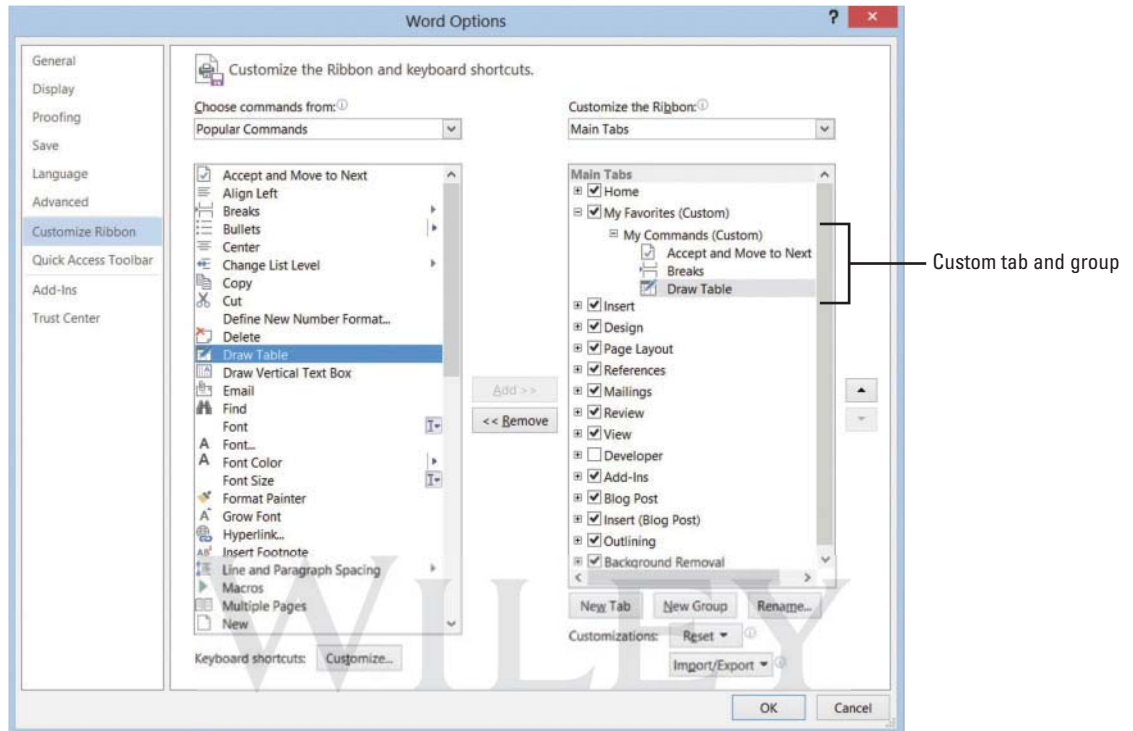 Word Options
?
×
General
Display
Proofing
Save
Language
Advanced
Customize Ribbon
Quick Access Toolbar
Add-Ins
Trust Center
Customize the Ribbon and keyboard shortcuts.
Choose commands from:
Popular Commands
Accept and Move to Next
Align Left
Breaks
Bullets
Center
Change List Level
Copy
Cut
Define New Number Format...
Delete
Draw Table
Draw Vertical Text Box
Email
Find
Font
Font...
Font Color
Font Size
Format Painter
Grow Font
Hyperlink...
Insert Footnote
Line and Paragraph Spacing
Macros
Multiple Pages
New
Keyboard shortcuts: Customize...
Add >>
<< Remove
Customize the Ribbon:
Main Tabs
Main Tabs
Home
My Favorites (Custom)
My Commands (Custom)
Accept and Move to Next
Breaks
Draw Table
Insert
Design
Page Layout
References
Mailings
Review
View
Developer
Add-Ins
Blog Post
Insert (Blog Post)
Outlining
Background Removal
New Tab New Group Rename...
Customizations: Reset
Import/Export
OK Cancel
Custom tab and group
WILEY